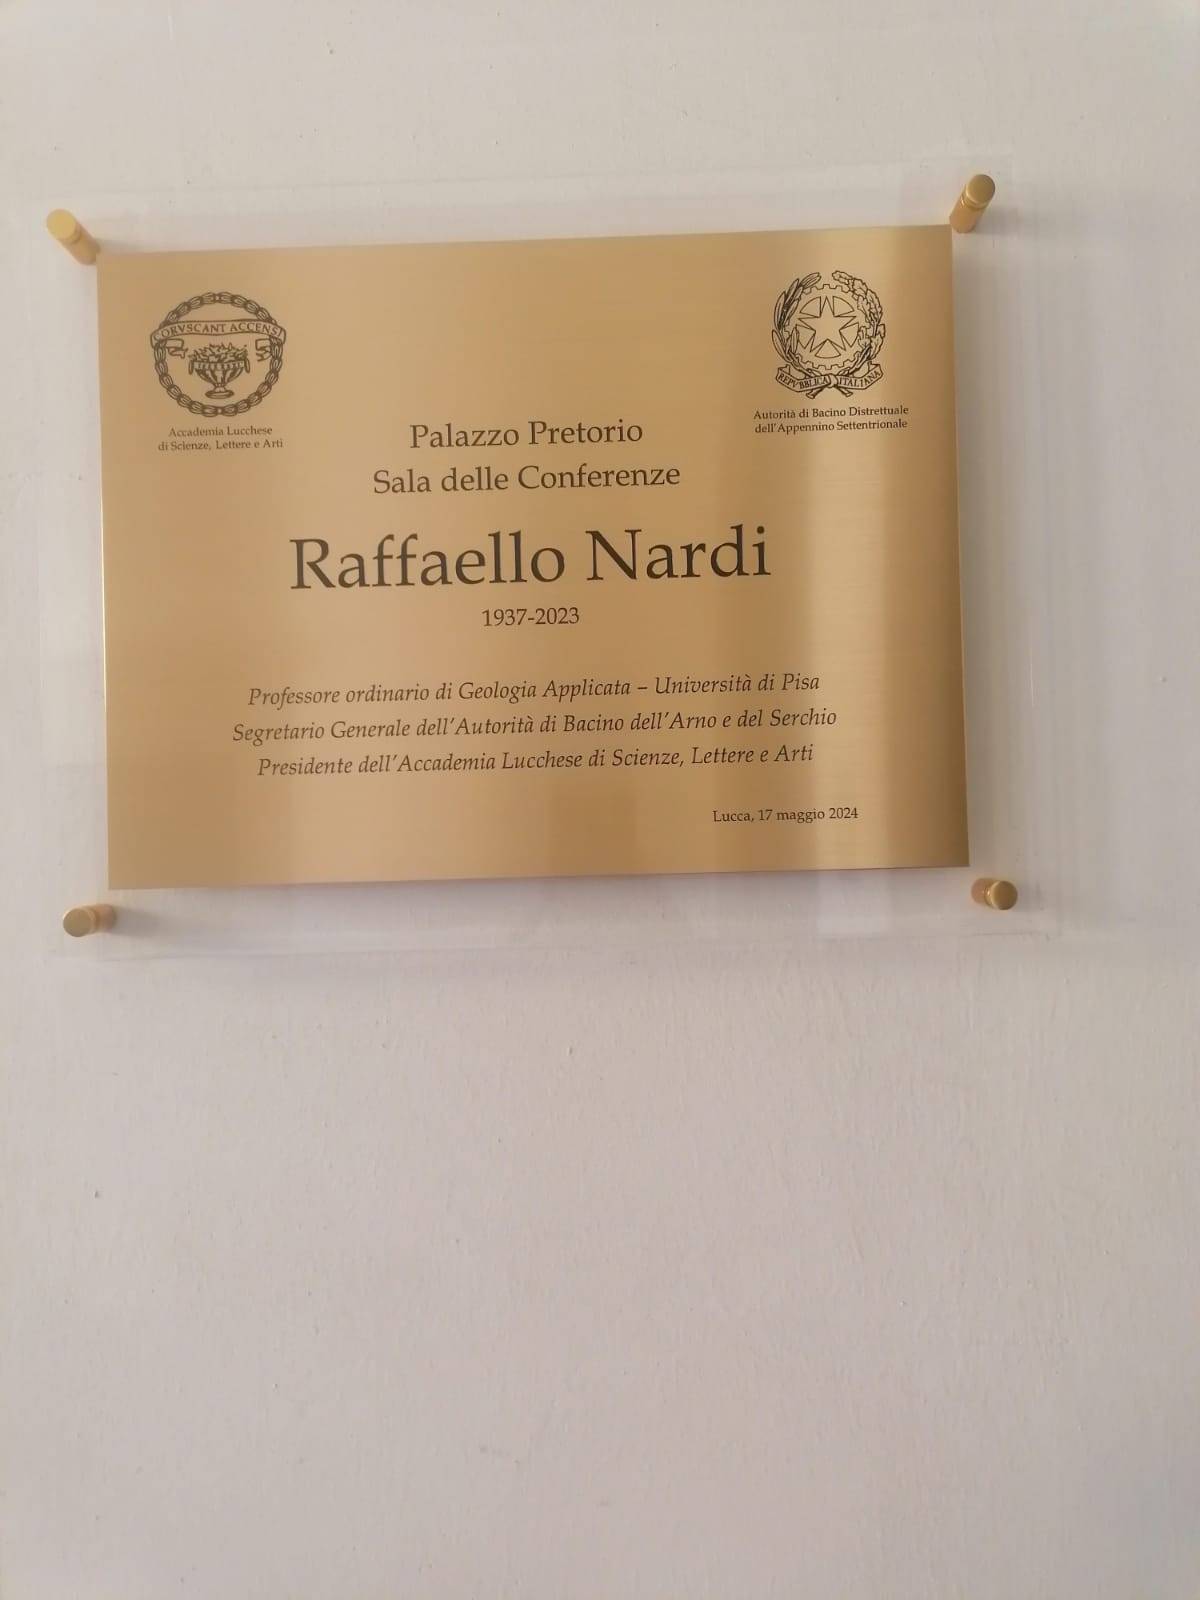 CORVSCANT ACCENSI
Accademia Lucchese
di Scienze, Lettere e Arti
REPVBBLICA ITALIANA
Autorità di Bacino Distrettuale
dell'Appennino Settentrionale
Palazzo Pretorio
Sala delle Conferenze
Raffaello Nardi
1937-2023
Professore ordinario di Geologia Applicata – Università di Pisa
Segretario Generale dell'Autorità di Bacino dell'Arno e del Serchio
Presidente dell'Accademia Lucchese di Scienze, Lettere e Arti
Lucca, 17 maggio 2024